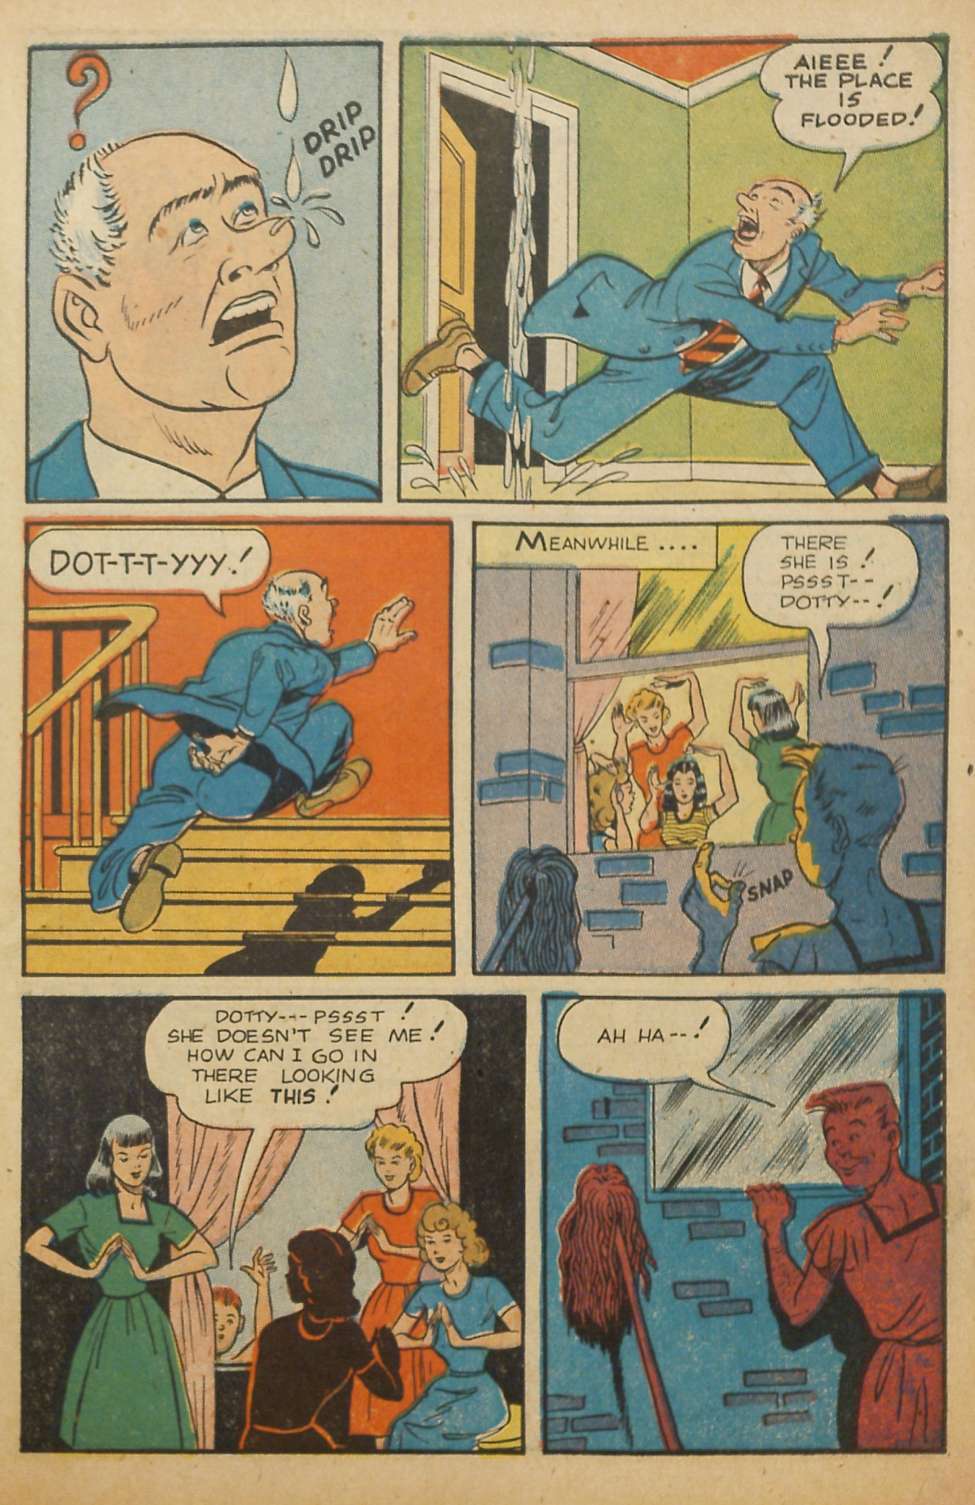 ?
DRIP
DRIP
AIEEE!
THE PLACE
IS
FLOODED!
DOT-T-T-YYY!
MEANWHILE ....
THERE
SHE IS!
PSSST--
DOTTY--!
SNAP
DOTTY---PSSST!
SHE DOESN'T SEE ME!
HOW CAN I GO IN
THERE LOOKING
LIKE THIS!
AH HA--!